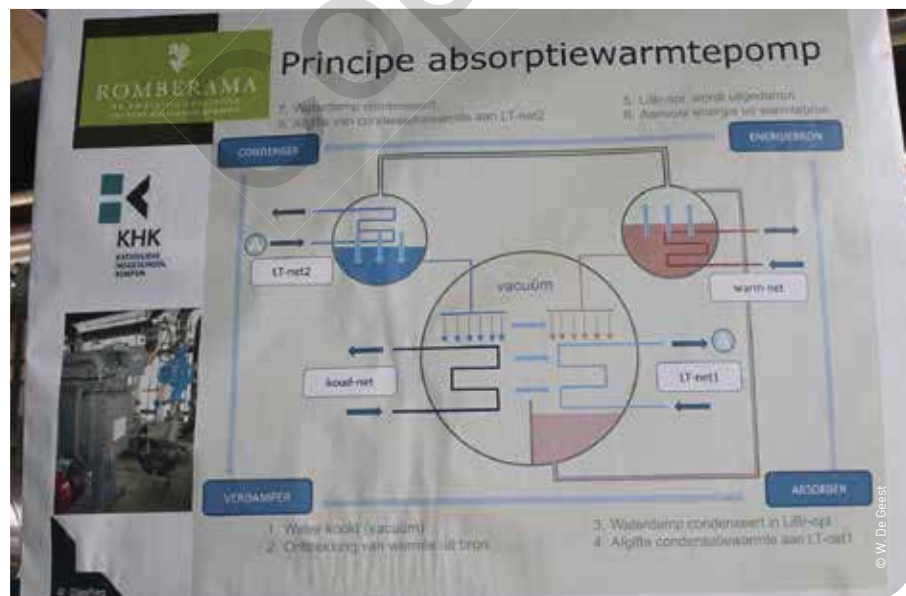 Principe absorptiewarmtepomp
ROMBERAMA
7. Waterdamp condenseert
8. Afgifte van condensatiewarmte aan LT-net2
5. LiBr-opl. wordt uitgedampt
6. Aanvoer energie uit warmtebron
CONDENSER
ENERGIEBRON
KHK
KATHOLIEKE
HOGESCHOOL
KEMPEN
LT-net2
warm-net
vacuüm
koud-net
LT-net1
VERDAMPER
ABSORBER
1. Water kookt (vacuüm)
2. Onttrekking van warmte uit bron
3. Waterdamp condenseert in LiBr-opl
4. Afgifte condensatiewarmte aan LT-net1
© W. De Geest